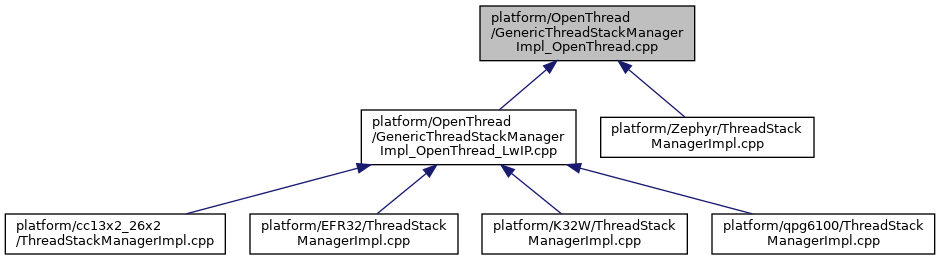 platform/OpenThread
/GenericThreadStackManager
Impl_OpenThread.cpp
platform/OpenThread
/GenericThreadStackManager
Impl_OpenThread_LwIP.cpp
platform/Zephyr/ThreadStack
ManagerImpl.cpp
platform/cc13x2_26x2
/ThreadStackManagerImpl.cpp
platform/EFR32/ThreadStack
ManagerImpl.cpp
platform/K32W/ThreadStack
ManagerImpl.cpp
platform/qpg6100/ThreadStack
ManagerImpl.cpp